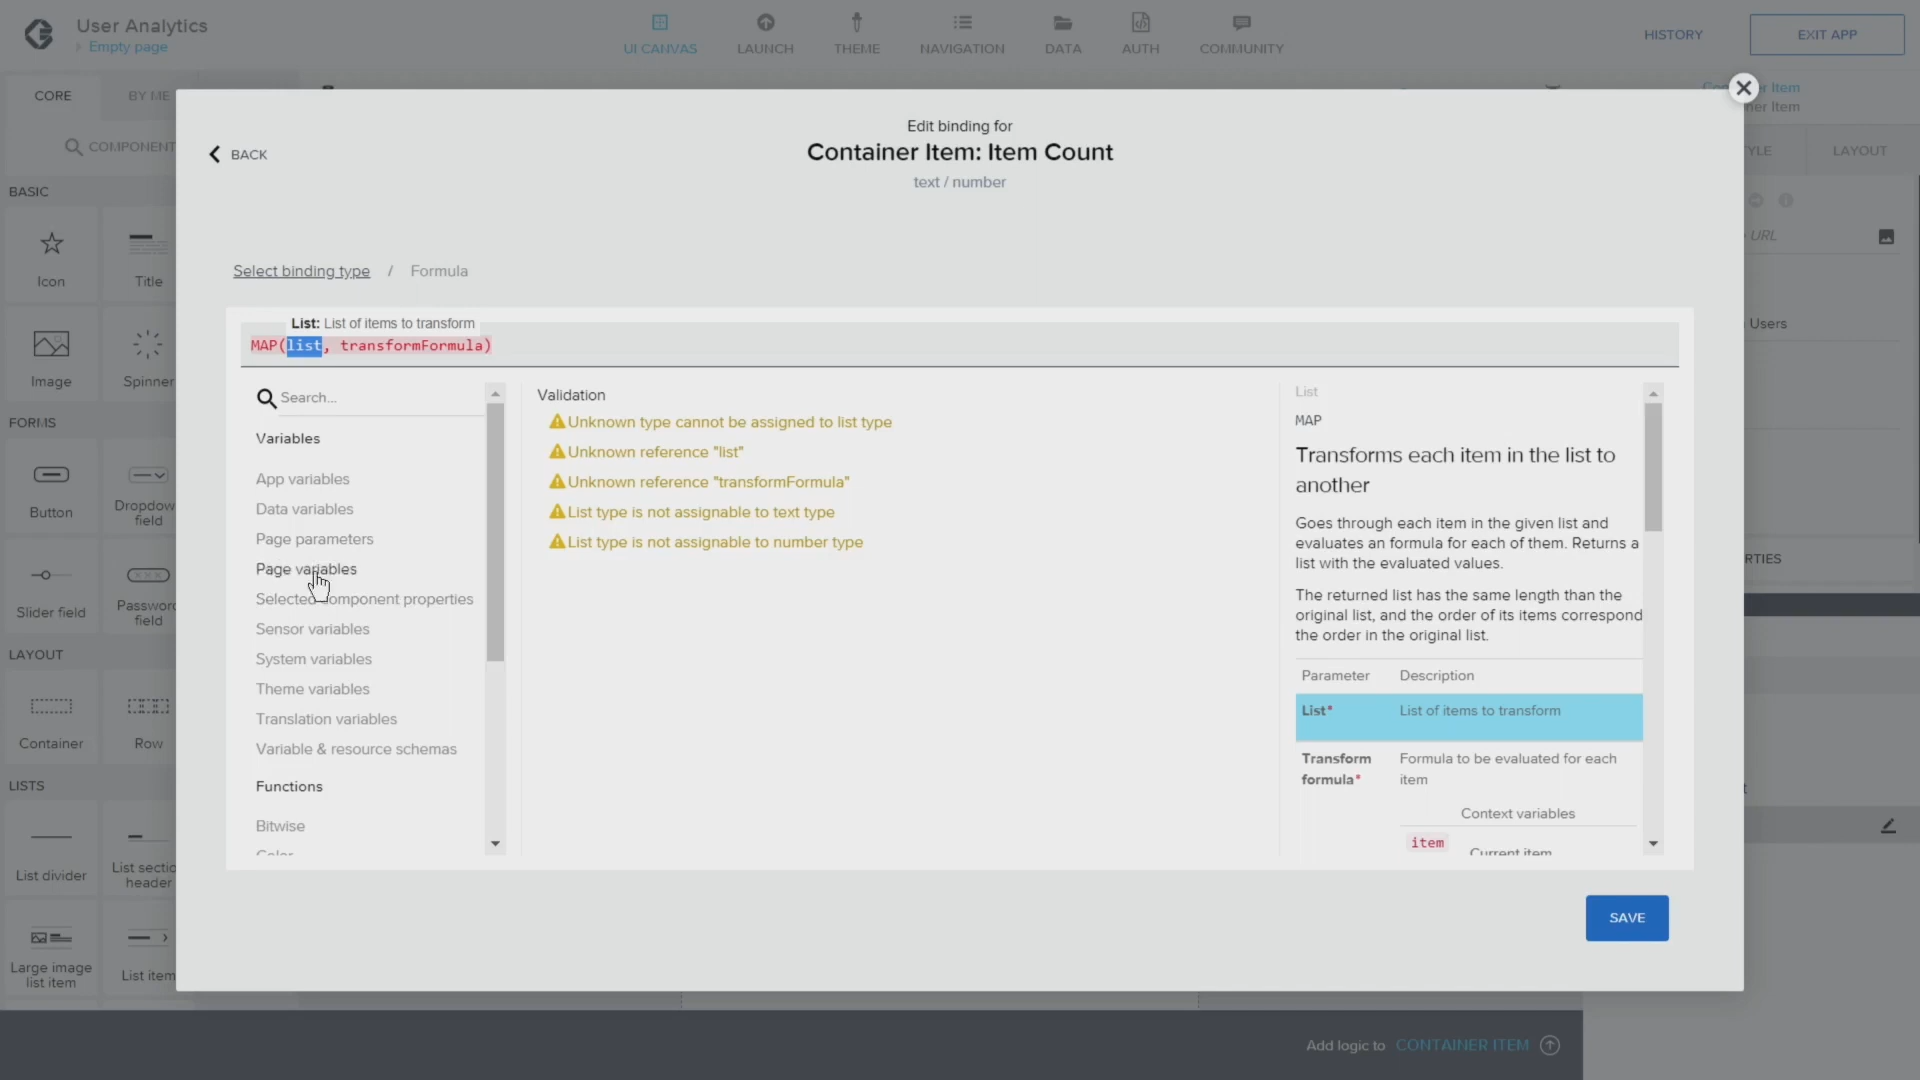 User Analytics
Empty page
UI CANVAS
LAUNCH
THEME
NAVIGATION
DATA
AUTH
COMMUNITY
HISTORY
EXIT APP
CORE
BY ME
COMPONENT
BASIC
Icon
Title
Image
Spinner
FORMS
Button
Dropdow
field
Slider field
Password
field
LAYOUT
Container
Row
LISTS
List divider
List sectio
header
Large image
list item
List item
BACK
Edit binding for
Container Item: Item Count
text / number
Select binding type / Formula
List: List of items to transform
MAP(list, transformFormula)
Search...
Variables
App variables
Data variables
Page parameters
Page variables
Selected component properties
Sensor variables
System variables
Theme variables
Translation variables
Variable & resource schemas
Functions
Bitwise
Color
Validation
Unknown type cannot be assigned to list type
Unknown reference "list"
Unknown reference "transformFormula"
List type is not assignable to text type
List type is not assignable to number type
List
MAP
Transforms each item in the list to
another
Goes through each item in the given list and
evaluates an formula for each of them. Returns a
list with the evaluated values.
The returned list has the same length than the
original list, and the order of its items correspond
the order in the original list.
Parameter Description
List* List of items to transform
Transform
formula*
Formula to be evaluated for each
item
Context variables
item Current item
SAVE
r Item
ner Item
YLE
LAYOUT
URL
Users
RTIES
Add logic to CONTAINER ITEM